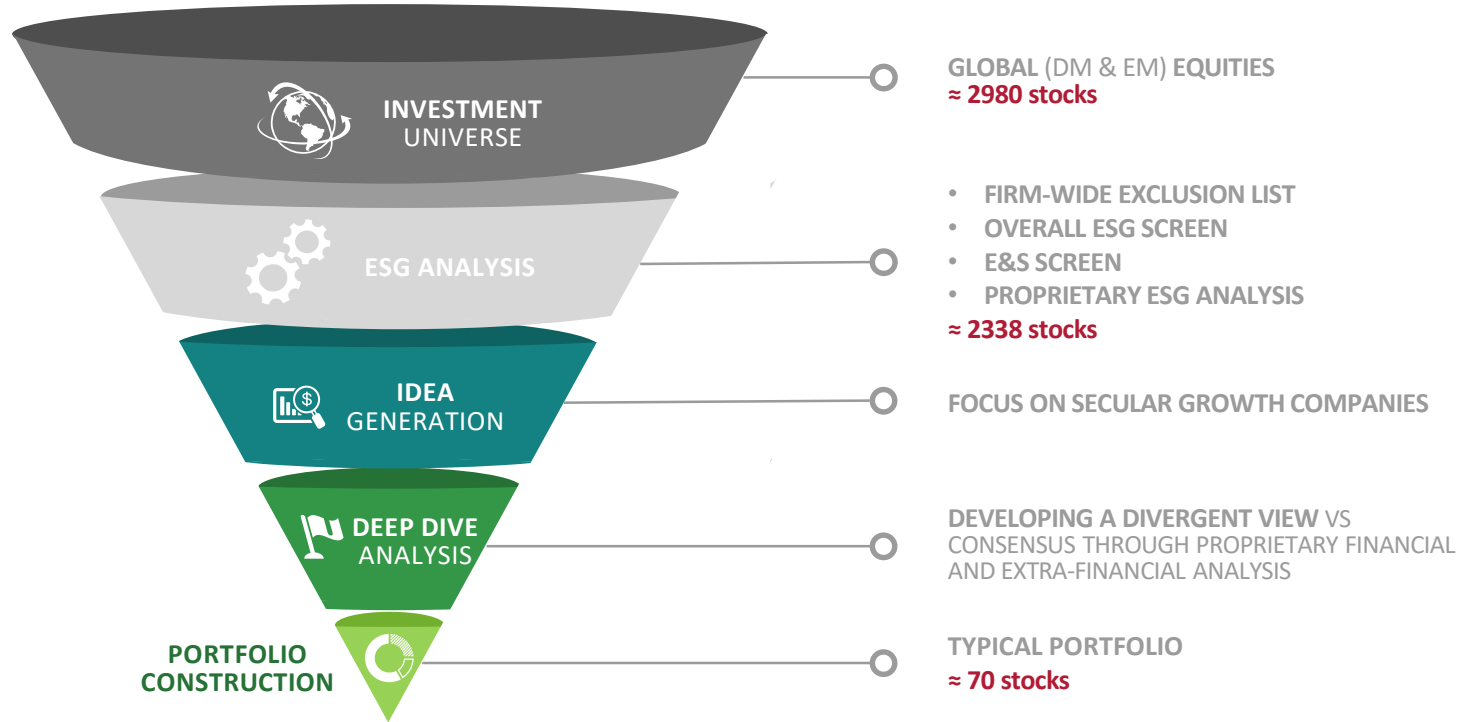 INVESTMENT
UNIVERSE
GLOBAL (DM & EM) EQUITIES
≈ 2980 stocks
ESG ANALYSIS
• FIRM-WIDE EXCLUSION LIST
• OVERALL ESG SCREEN
• E&S SCREEN
• PROPRIETARY ESG ANALYSIS
≈ 2338 stocks
IDEA
GENERATION
$
FOCUS ON SECULAR GROWTH COMPANIES
DEEP DIVE
ANALYSIS
DEVELOPING A DIVERGENT VIEW VS
CONSENSUS THROUGH PROPRIETARY FINANCIAL
AND EXTRA-FINANCIAL ANALYSIS
PORTFOLIO
CONSTRUCTION
TYPICAL PORTFOLIO
≈ 70 stocks